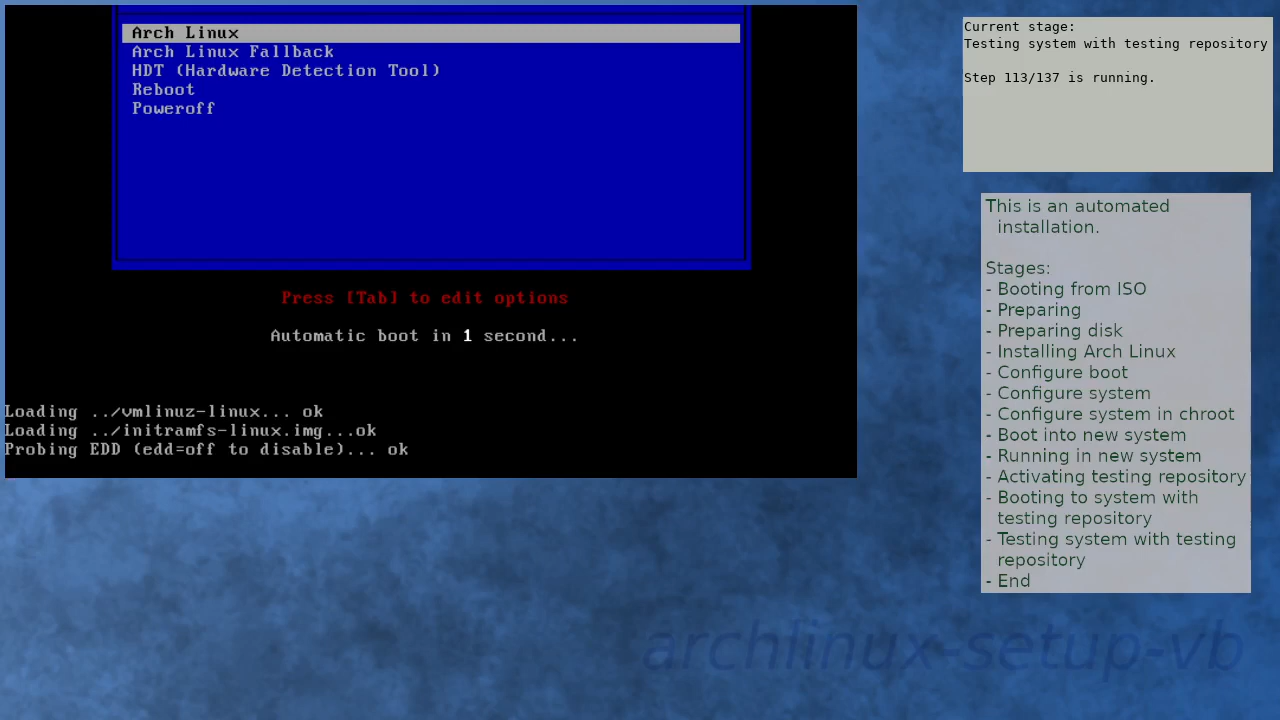 Arch Linux
Arch Linux Fallback
HDT (Hardware Detection Tool)
Reboot
Poweroff
Press [Tab] to edit options
Automatic boot in 1 second...
Loading ../vmlinuz-linux... ok
Loading ../initramfs-linux.img...ok
Probing EDD (edd=off to disable)... ok
Current stage:
Testing system with testing repository
Step 113/137 is running.
This is an automated
installation.
Stages:
- Booting from ISO
- Preparing
- Preparing disk
- Installing Arch Linux
- Configure boot
- Configure system
- Configure system in chroot
- Boot into new system
- Running in new system
- Activating testing repository
- Booting to system with
testing repository
- Testing system with testing
repository
- End
archlinux-setup-vb